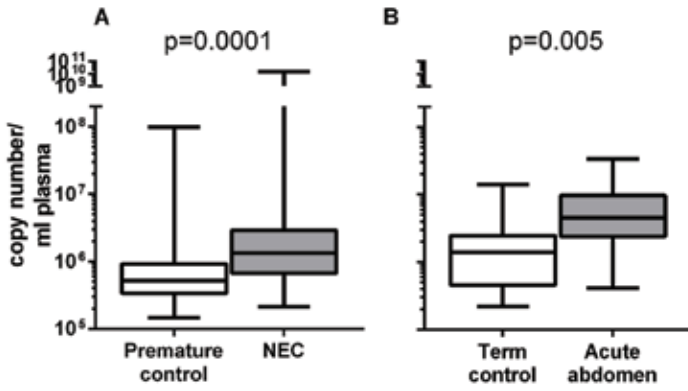 A
p=0.0001
B
p=0.005
copy number/
ml plasma
10¹¹
10¹⁰
10⁹
10⁸
10⁷
10⁶
10⁵
Premature
control
NEC
Term
control
Acute
abdomen